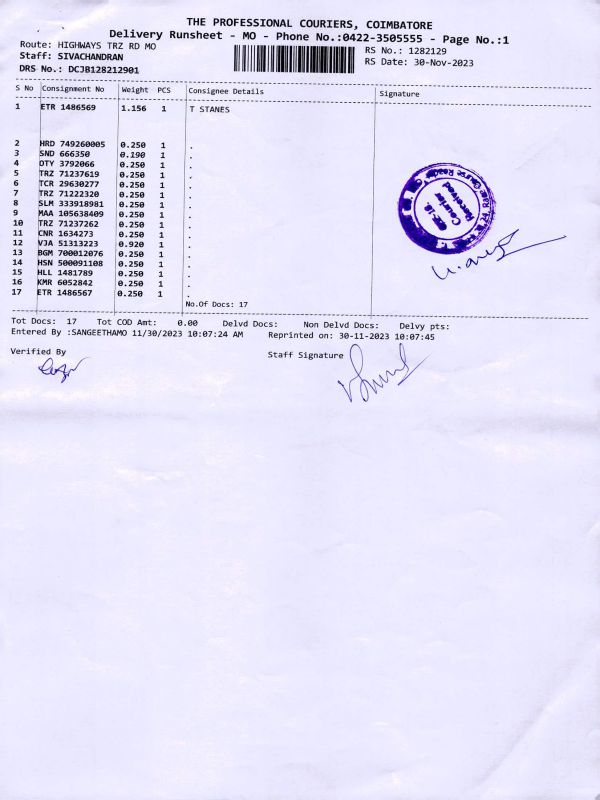 THE PROFESSIONAL COURIERS, COIMBATORE
Delivery Runsheet - MO - Phone No.:0422-3505555 - Page No.:1
Route: HIGHWAYS TRZ RD MO
RS No.: 1282129
Staff: SIVACHANDRAN
RS Date: 30-Nov-2023
DRS No.: DCJB128212901
S No Consignment No Weight PCS Consignee Details Signature
1 ETR 1486569 1.156 1 T STANES
2 HRD 749260005 0.250 1 .
3 SND 666350 0.190 1 .
4 DTY 3792066 0.250 1 .
5 TRZ 71237619 0.250 1 .
6 TCR 29630277 0.250 1 .
7 TRZ 71222320 0.250 1 .
8 SLM 333918981 0.250 1 .
9 MAA 105638409 0.250 1 .
10 TRZ 71237262 0.250 1 .
11 CNR 1634273 0.250 1 .
12 VJA 51313223 0.920 1 .
13 BGM 700012076 0.250 1 .
14 HSN 500091108 0.250 1 .
15 HLL 1481789 0.250 1 .
16 KMR 6052842 0.250 1 .
17 ETR 1486567 0.250 1 .
No.Of Docs: 17
Courier
Received
Tot Docs: 17 Tot COD Amt: 0.00 Delvd Docs: Non Delvd Docs: Delvy pts:
Entered By :SANGEETHAMO 11/30/2023 10:07:24 AM Reprinted on: 30-11-2023 10:07:45
Verified By
Staff Signature